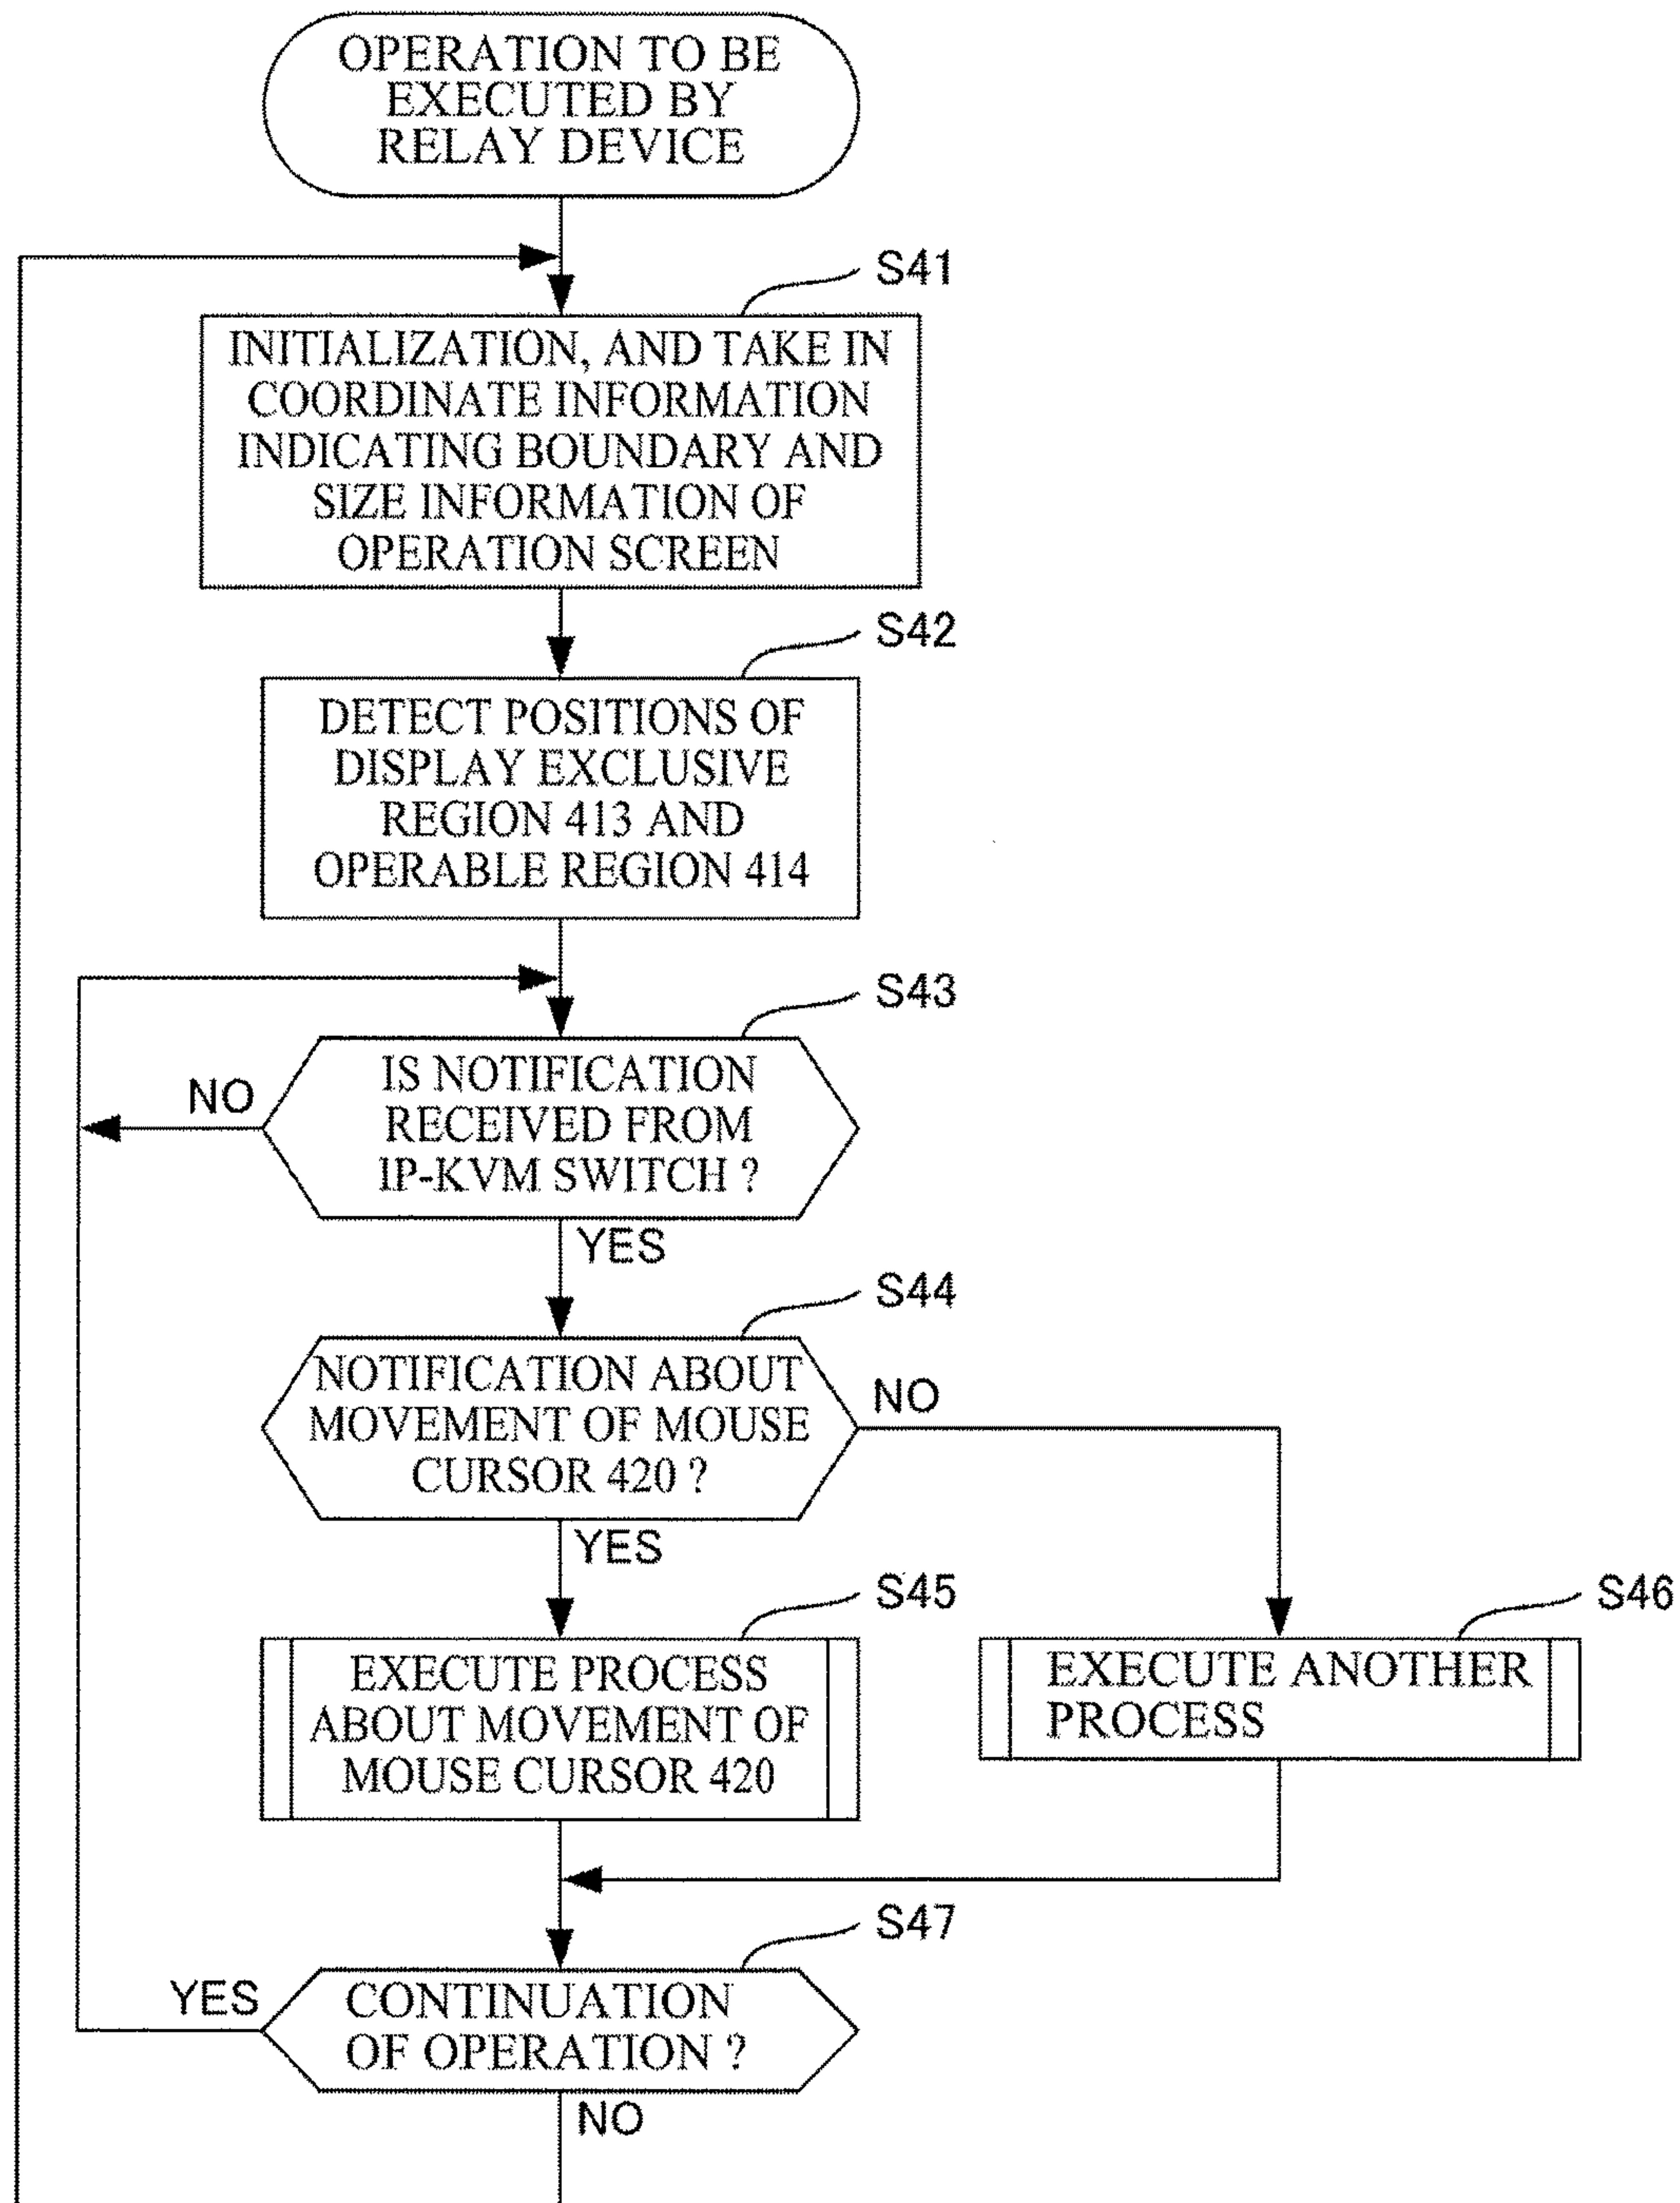 OPERATION TO BE
EXECUTED BY
RELAY DEVICE
S41
INITIALIZATION, AND TAKE IN
COORDINATE INFORMATION
INDICATING BOUNDARY AND
SIZE INFORMATION OF
OPERATION SCREEN
S42
DETECT POSITIONS OF
DISPLAY EXCLUSIVE
REGION 413 AND
OPERABLE REGION 414
S43
IS NOTIFICATION
RECEIVED FROM
IP-KVM SWITCH ?
NO
YES
S44
NOTIFICATION ABOUT
MOVEMENT OF MOUSE
CURSOR 420 ?
NO
YES
S45
EXECUTE PROCESS
ABOUT MOVEMENT OF
MOUSE CURSOR 420
S46
EXECUTE ANOTHER
PROCESS
S47
CONTINUATION
OF OPERATION ?
YES
NO